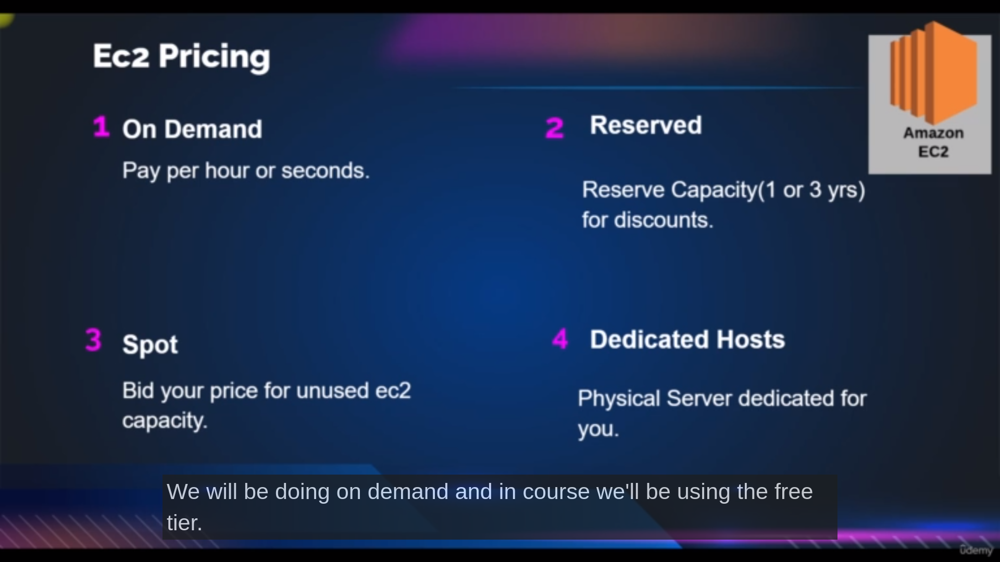 Ec2 Pricing
1 On Demand
Pay per hour or seconds.
2 Reserved
Reserve Capacity(1 or 3 yrs)
for discounts.
Amazon
EC2
3 Spot
Bid your price for unused ec2
capacity.
4 Dedicated Hosts
Physical Server dedicated for
you.
We will be doing on demand and in course we'll be using the free
tier.
ûdemy